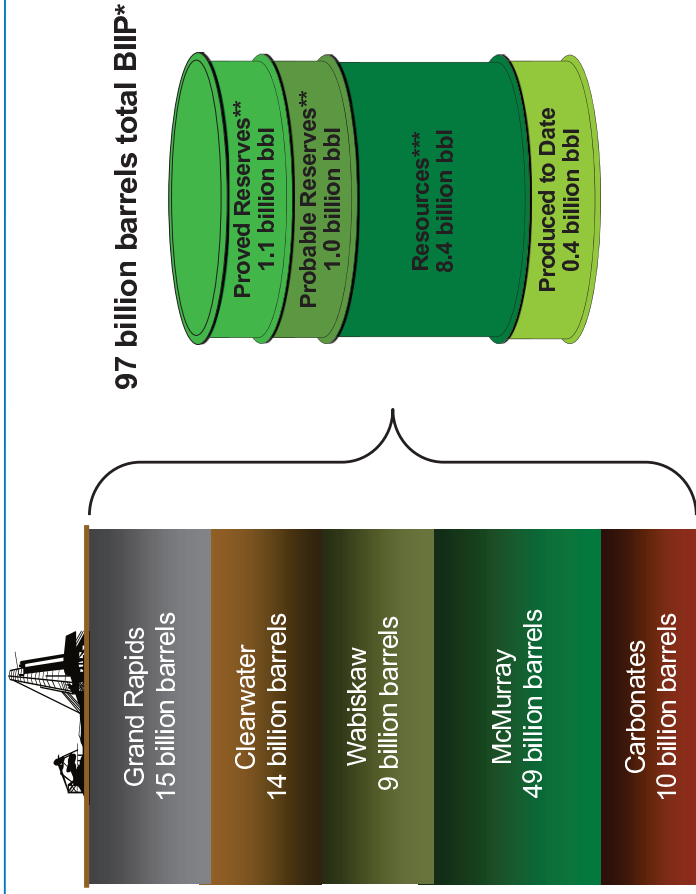 97 billion barrels total BIIP*
Proved Reserves**
1.1 billion bbl
Probable Reserves**
1.0 billion bbl
Resources***
8.4 billion bbl
Produced to Date
0.4 billion bbl
Grand Rapids
15 billion barrels
Clearwater
14 billion barrels
Wabiskaw
9 billion barrels
McMurray
49 billion barrels
Carbonates
10 billion barrels